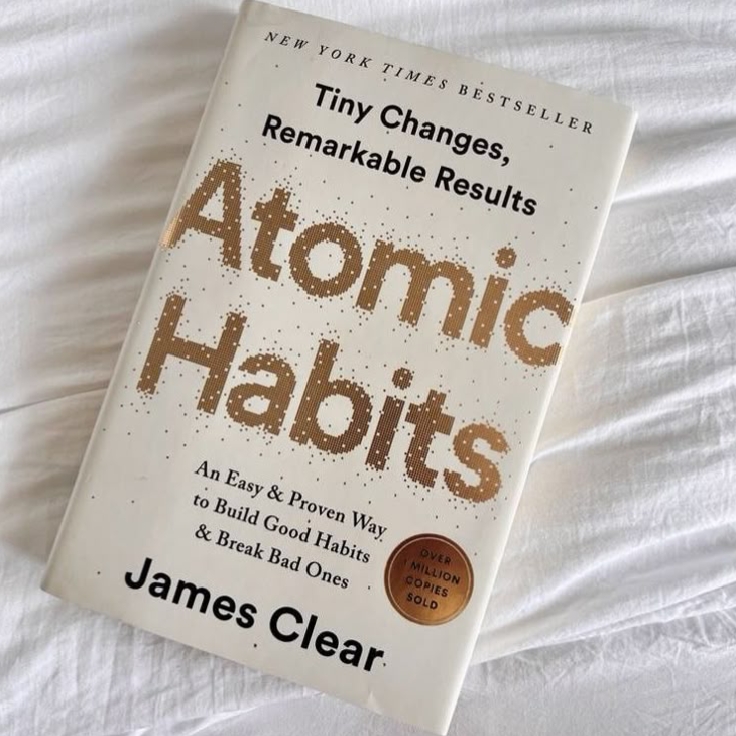 NEW YORK TIMES BESTSELLER
Tiny Changes,
Remarkable Results
Atomic
Habits
An Easy & Proven Way
to Build Good Habits
& Break Bad Ones
OVER
1 MILLION
COPIES
SOLD
James Clear